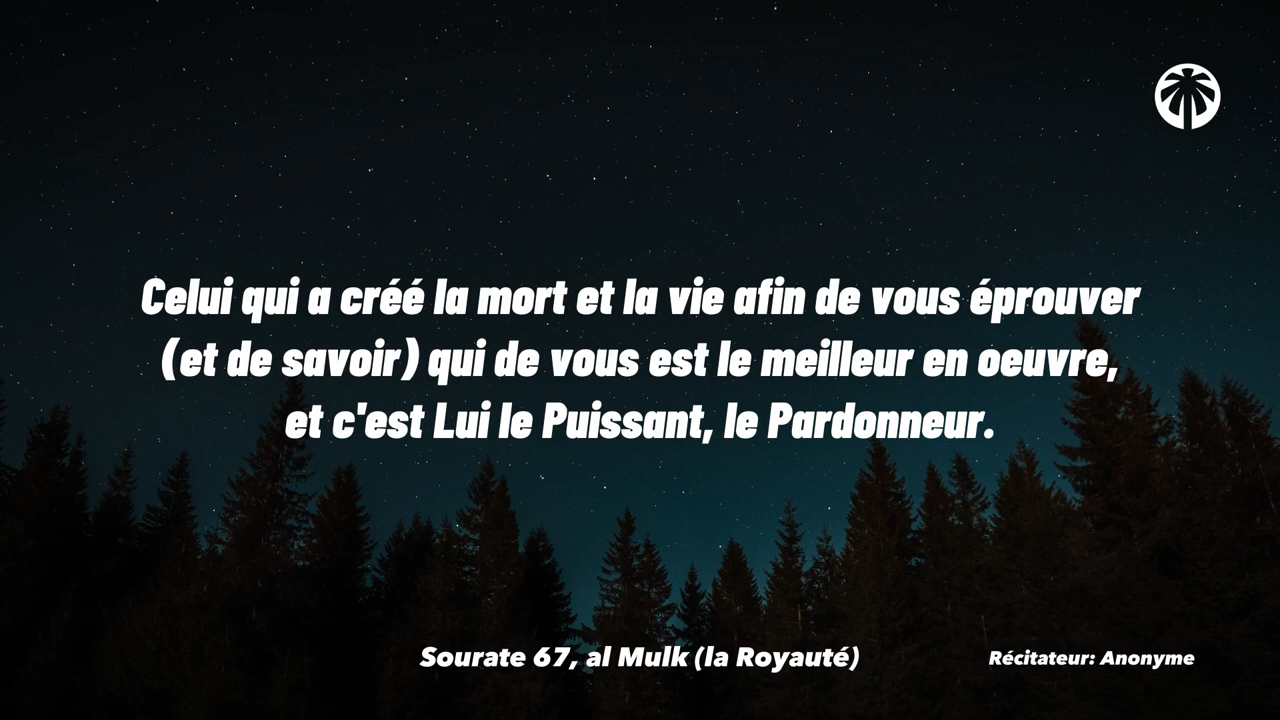 Celui qui a créé la mort et la vie afin de vous éprouver
(et de savoir) qui de vous est le meilleur en oeuvre,
et c'est Lui le Puissant, le Pardonneur.
Sourate 67, al Mulk (la Royauté)
Récitateur: Anonyme